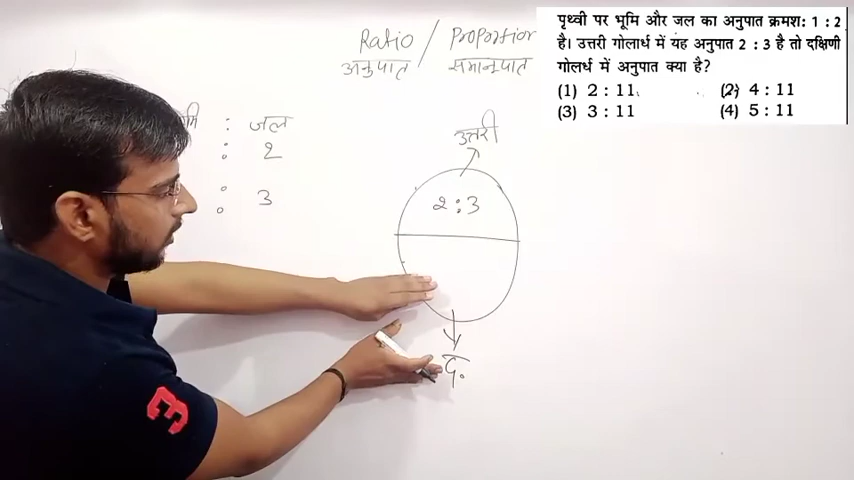 Ratio / Proportion
अनुपात समानुपात
पृथ्वी पर भूमि और जल का अनुपात क्रमश: 1 : 2
है। उत्तरी गोलार्ध में यह अनुपात 2 : 3 है तो दक्षिणी
गोलर्ध में अनुपात क्या है?
(1) 2 : 11 (2) 4 : 11
(3) 3 : 11 (4) 5 : 11
: जल
: 2
: 3
उत्तरी
2 : 3
द.
3